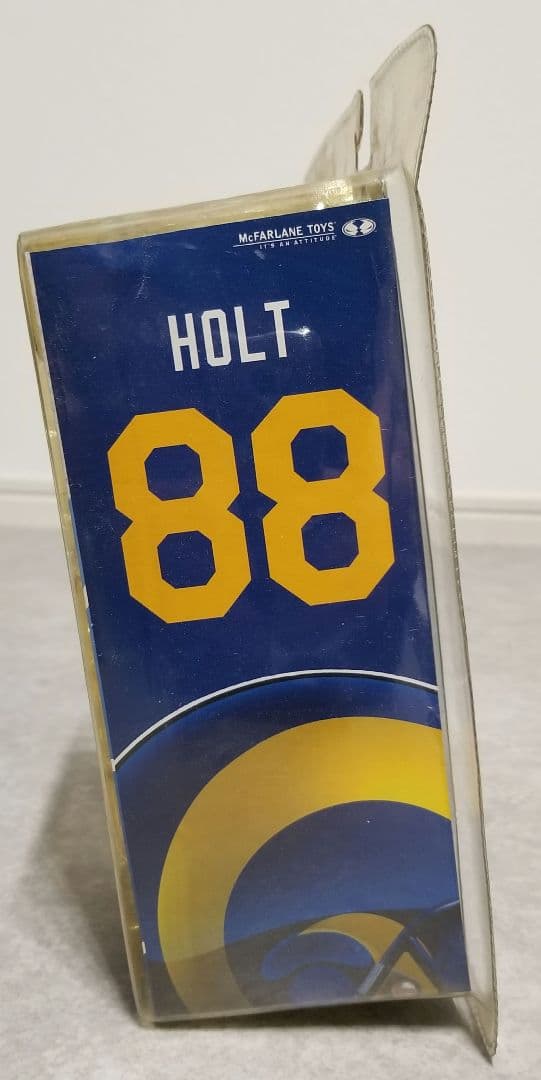 McFARLANE TOYS
IT'S AN ATTITUDE
HOLT
88